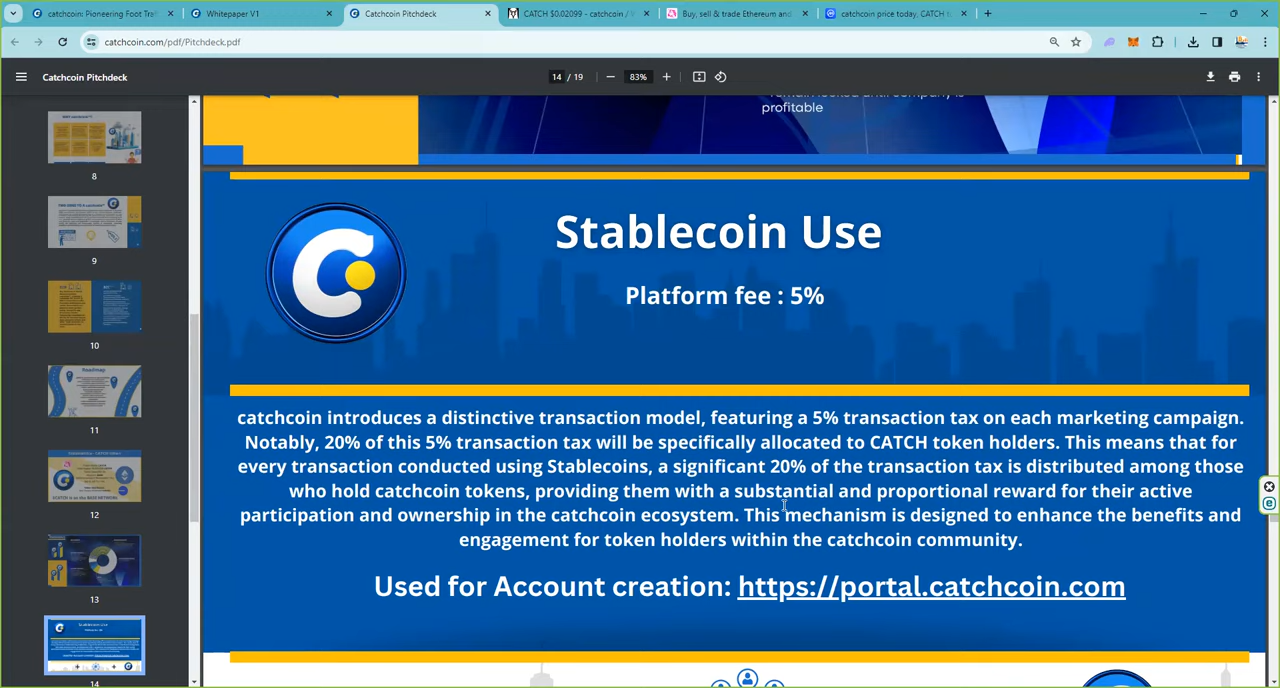 catchcoin: Pioneering Foot Traf
Whitepaper V1
Catchcoin Pitchdeck
CATCH $0.02099 - catchcoin / V
Buy, sell & trade Ethereum and
catchcoin price today, CATCH t
catchcoin.com/pdf/Pitchdeck.pdf
Catchcoin Pitchdeck
14 / 19
83%
profitable
8
9
10
Roadmap
11
12
13
14
Stablecoin Use
Platform fee : 5%
catchcoin introduces a distinctive transaction model, featuring a 5% transaction tax on each marketing campaign.
Notably, 20% of this 5% transaction tax will be specifically allocated to CATCH token holders. This means that for
every transaction conducted using Stablecoins, a significant 20% of the transaction tax is distributed among those
who hold catchcoin tokens, providing them with a substantial and proportional reward for their active
participation and ownership in the catchcoin ecosystem. This mechanism is designed to enhance the benefits and
engagement for token holders within the catchcoin community.
Used for Account creation: https://portal.catchcoin.com